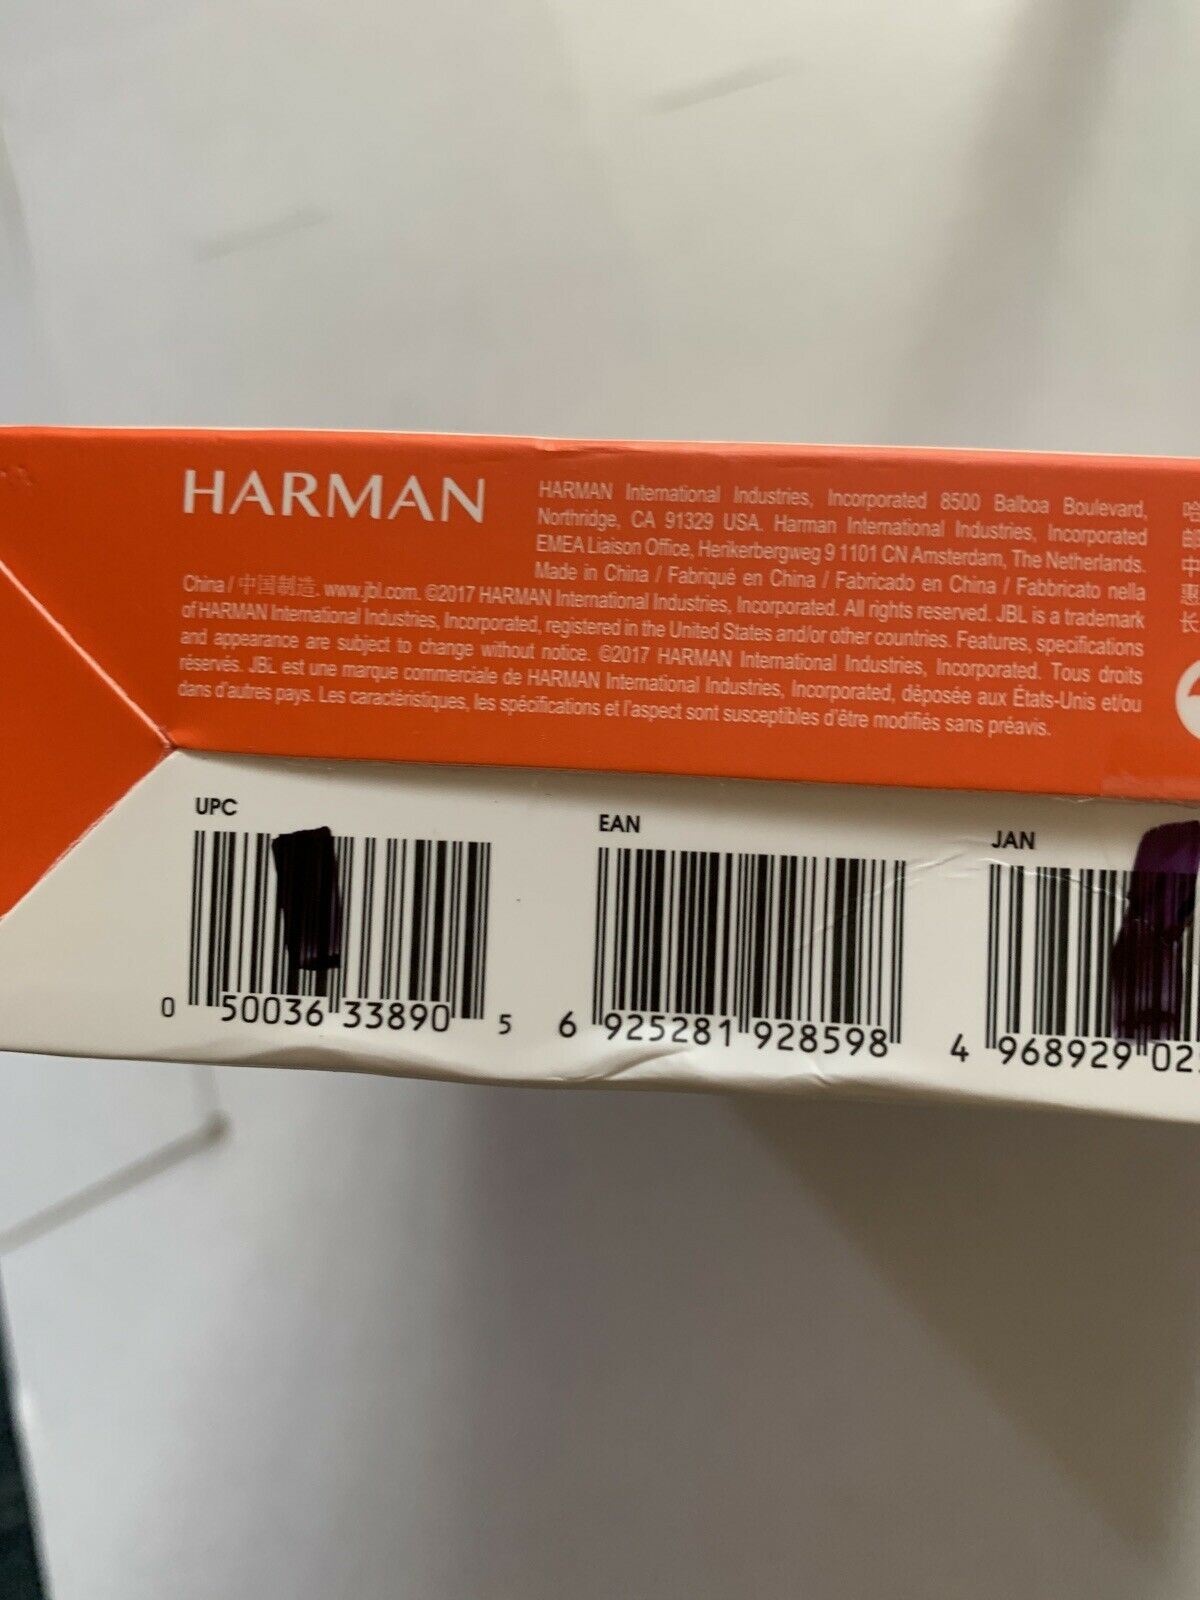 HARMAN
HARMAN International Industries, Incorporated 8500 Balboa Boulevard,
Northridge, CA 91329 USA. Harman International Industries, Incorporated
EMEA Liaison Office, Herikerbergweg 9 1101 CN Amsterdam, The Netherlands.
Made in China / Fabriqué en China / Fabricado en China / Fabbricato nella
China / 中国制造. www.jbl.com. ©2017 HARMAN International Industries, Incorporated. All rights reserved. JBL is a trademark
of HARMAN International Industries, Incorporated, registered in the United States and/or other countries. Features, specifications
and appearance are subject to change without notice. ©2017 HARMAN International Industries, Incorporated. Tous droits
réservés. JBL est une marque commerciale de HARMAN International Industries, Incorporated, déposée aux États-Unis et/ou
dans d'autres pays. Les caractéristiques, les spécifications et l'aspect sont susceptibles d'être modifiés sans préavis.
中
惠
长
UPC
0 50036 33890 5
EAN
6 925281 928598
JAN
4 968929 02